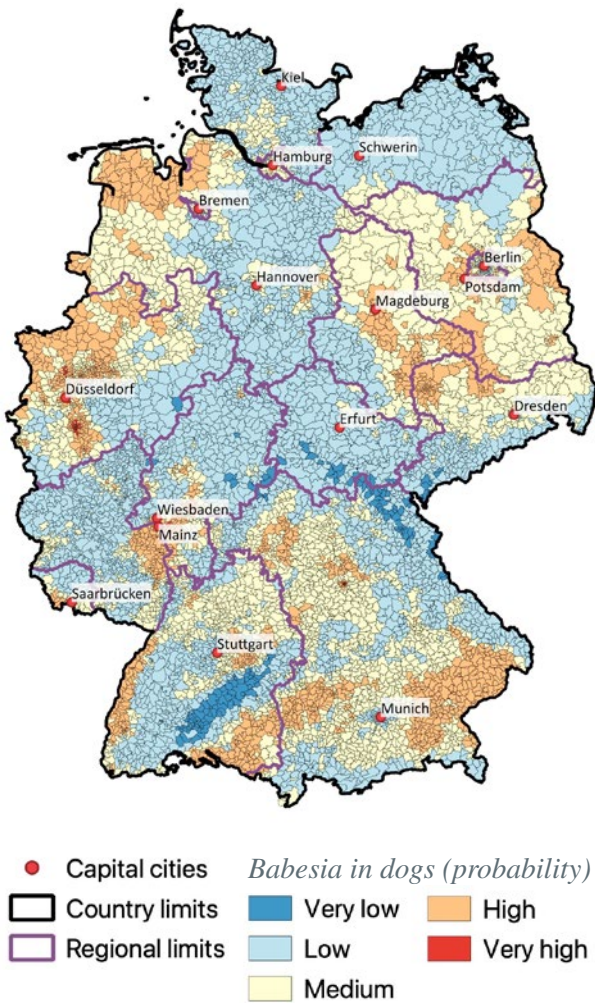 Kiel
Schwerin
Hamburg
Bremen
Berlin
Hannover
Potsdam
Magdeburg
Düsseldorf
Dresden
Erfurt
Wiesbaden
Mainz
Saarbrücken
Stuttgart
Munich
Capital cities
Country limits
Regional limits
Babesia in dogs (probability)
Very low
Low
Medium
High
Very high